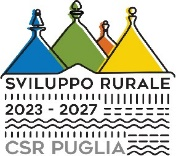 SVILUPPO RURALE
2023 - 2027
CSR PUGLIA